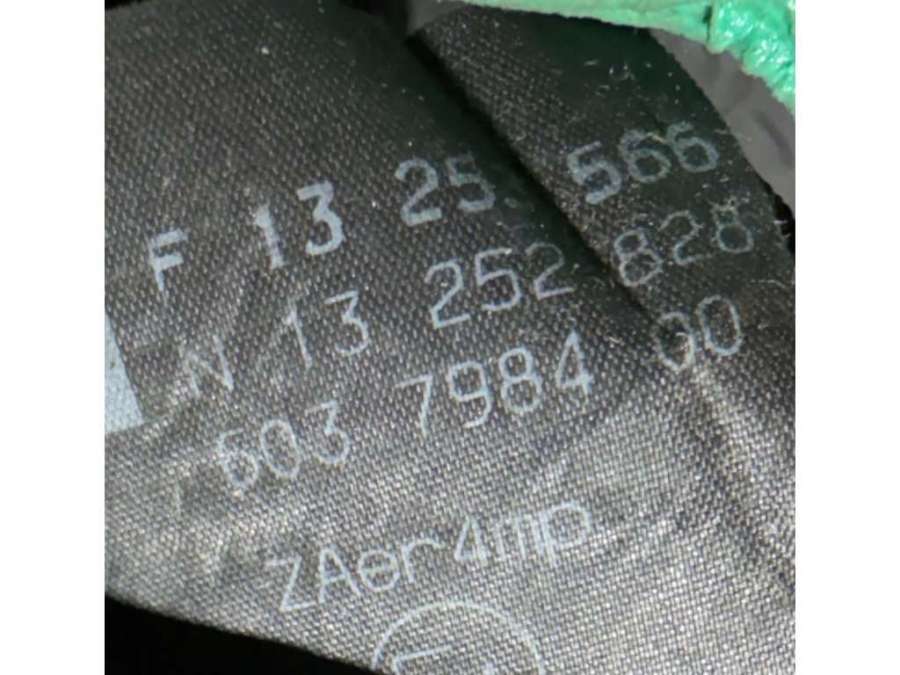 F 13 25 566
N 13 252 828
603 7984 00
ZAer4mp